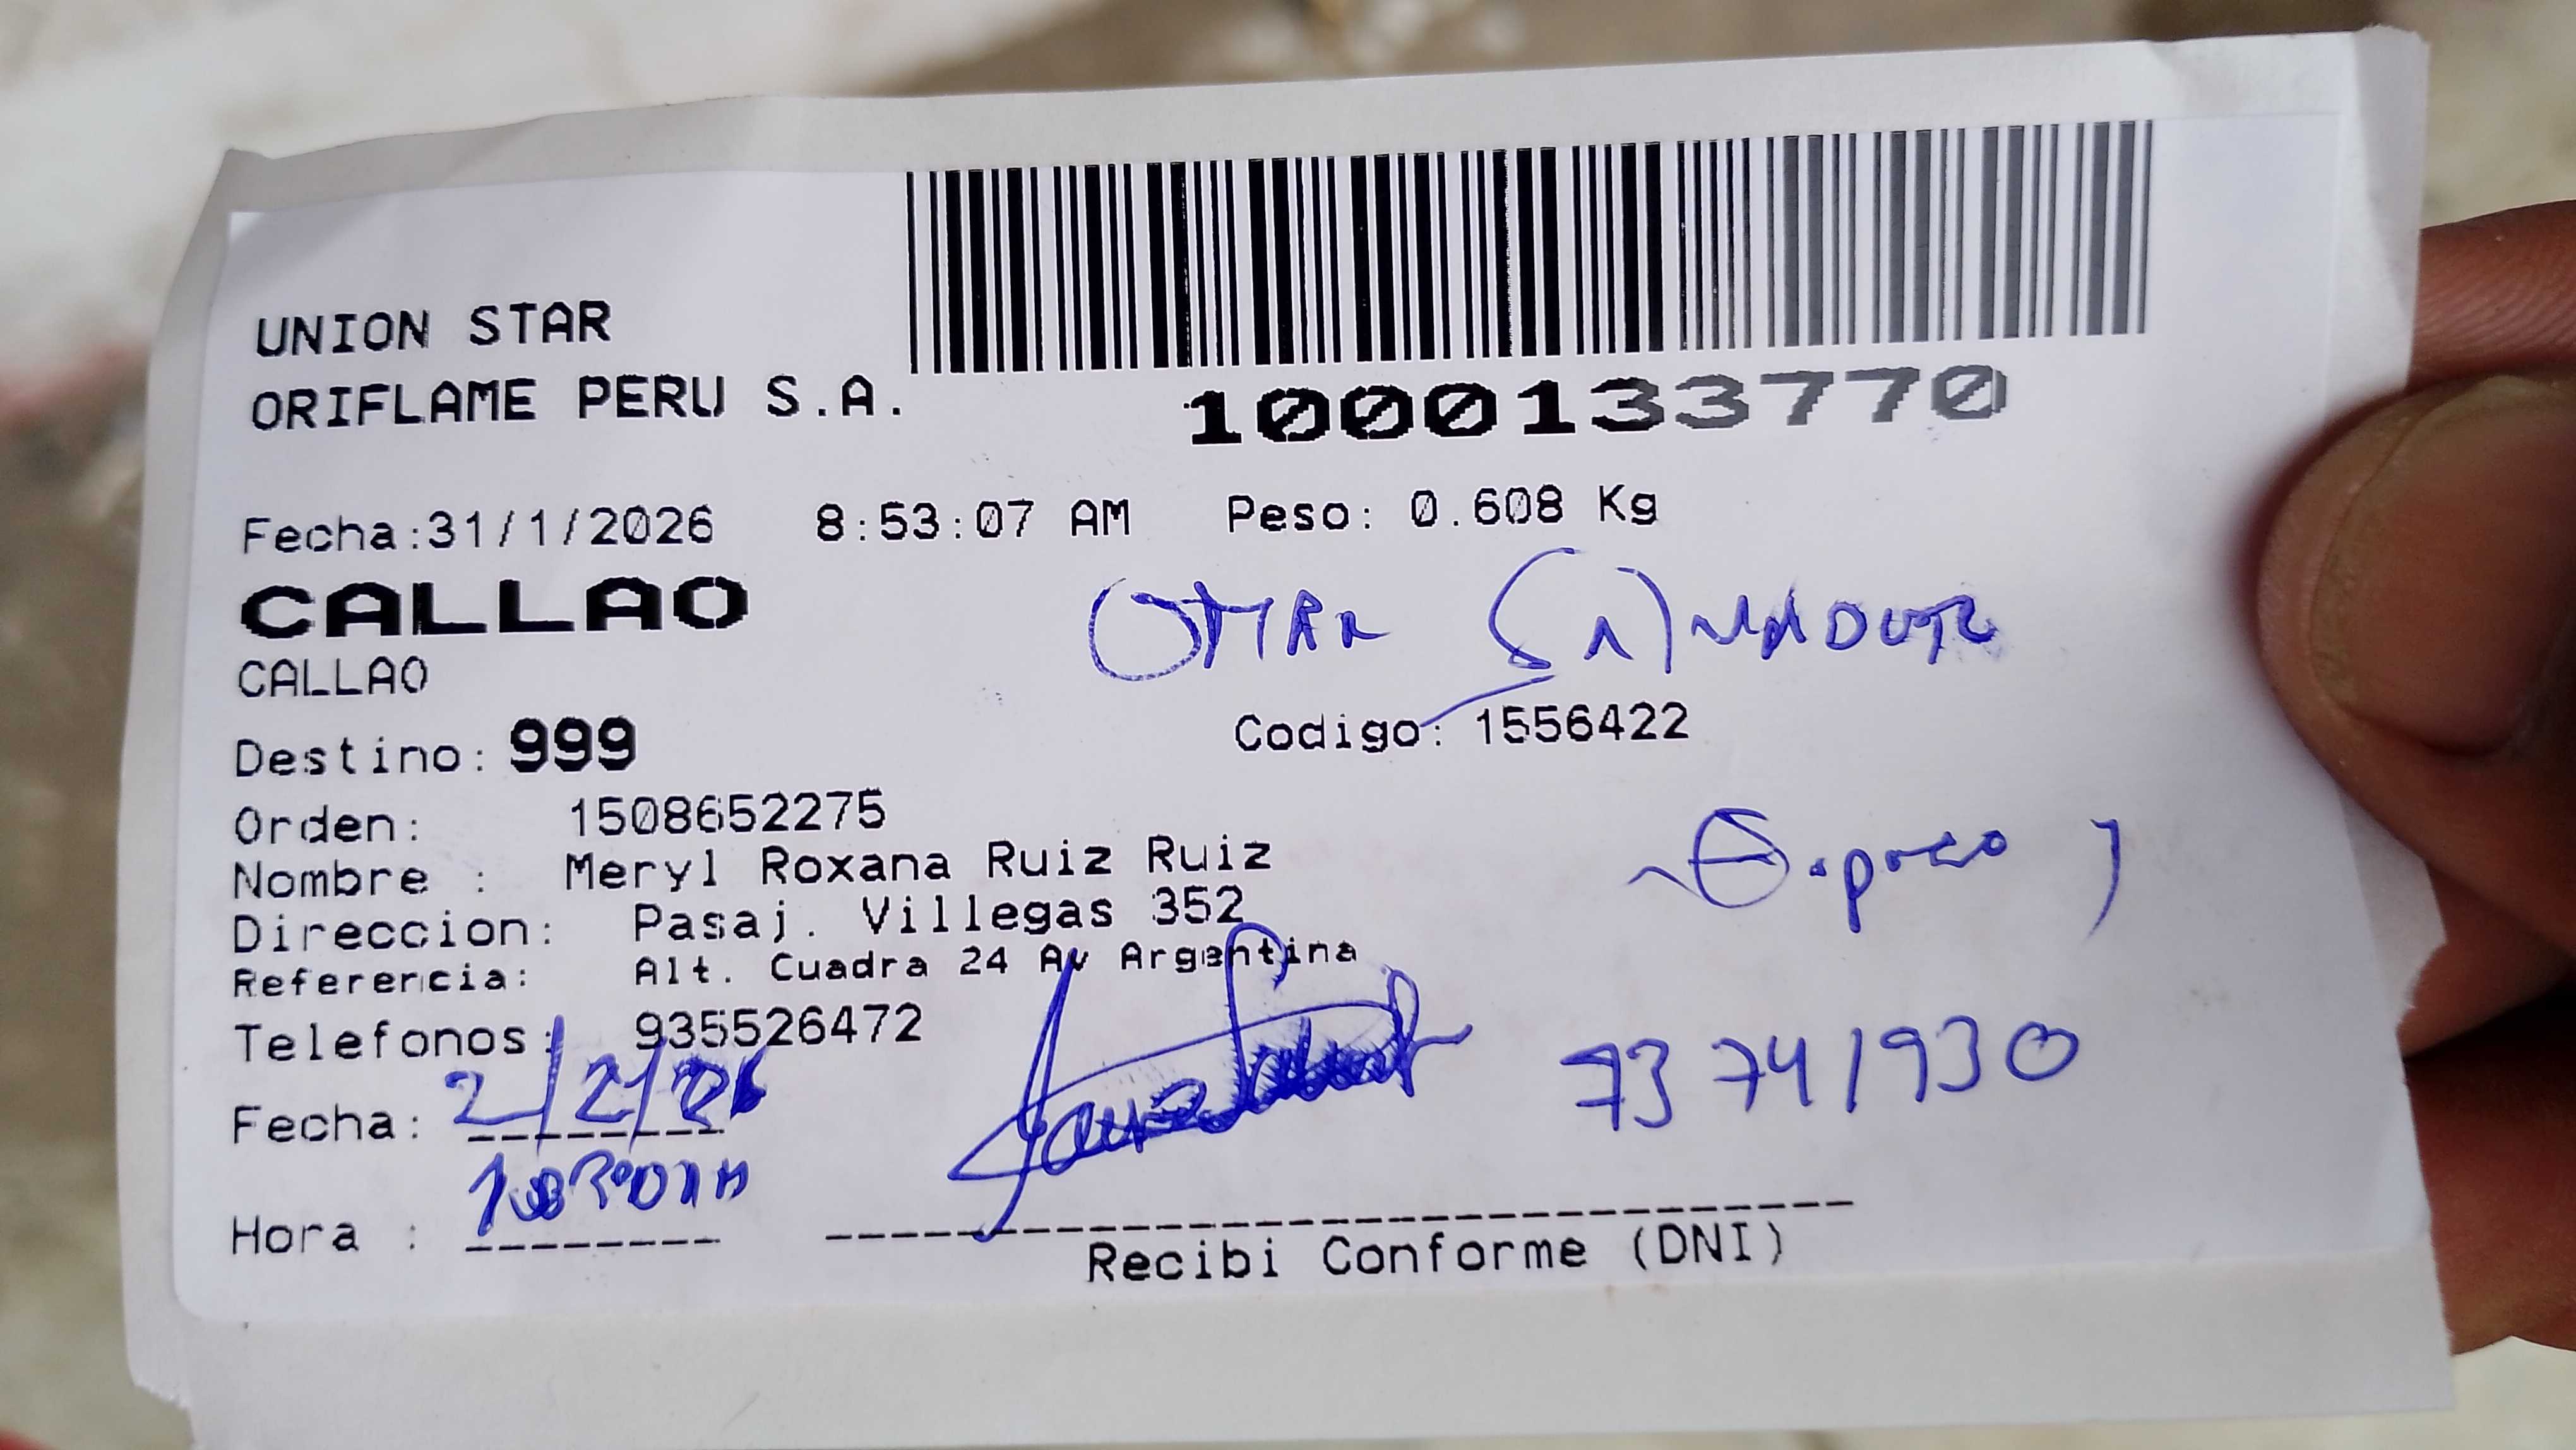 UNION STAR
ORIFLAME PERU S.A.
1000133770
Fecha:31/1/2026 8:53:07 AM Peso: 0.608 Kg
CALLAO
OMAR
CALLAO
Destino: 999 Codigo: 1556422
Orden: 1508652275
Nombre : Meryl Roxana Ruiz Ruiz
Direccion: Pasaj. Villegas 352
Referencia: Alt. Cuadra 24 Av Argentina
Telefonos: 935526472
73741930
Fecha: 2/2/26
Hora :
Recibi Conforme (DNI)